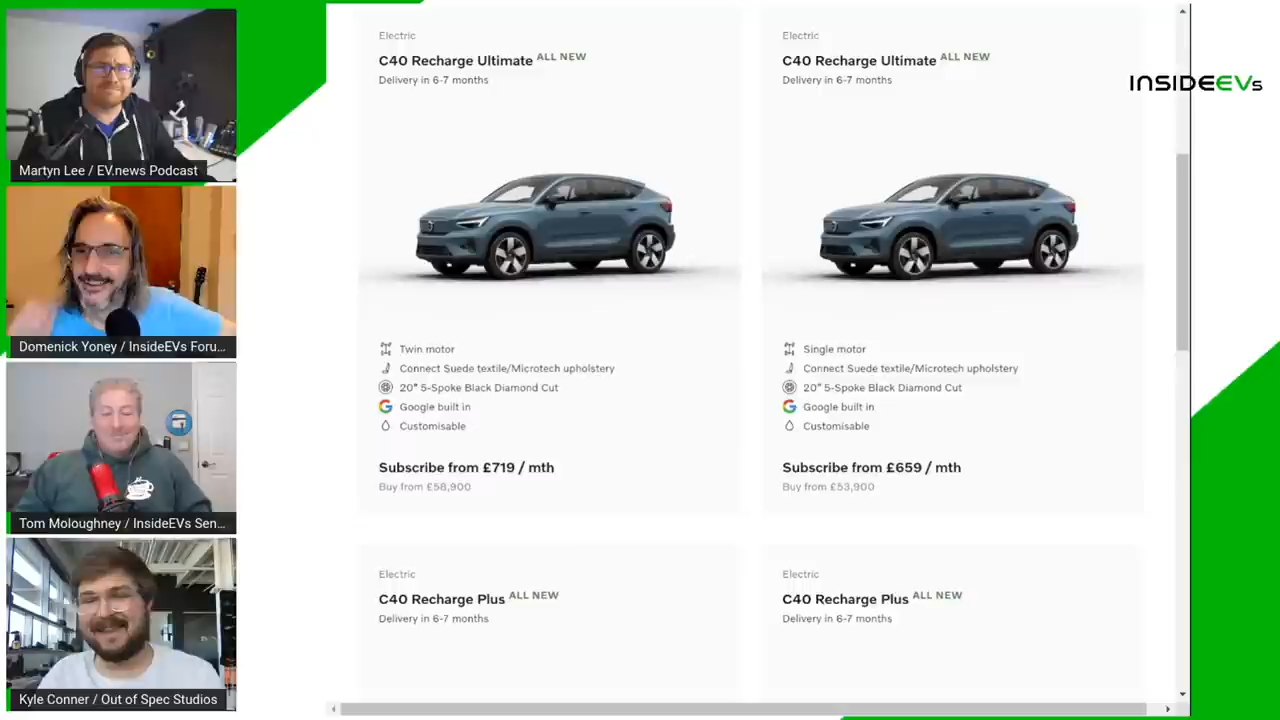 Martyn Lee / EV.news Podcast
Domenick Yoney / InsideEVs Foru...
Tom Moloughney / InsideEVs Sen...
Kyle Conner / Out of Spec Studios
Electric
C40 Recharge Ultimate ALL NEW
Delivery in 6-7 months
Twin motor
Connect Suede textile/Microtech upholstery
20" 5-Spoke Black Diamond Cut
Google built in
Customisable
Subscribe from £719 / mth
Buy from £58,900
Electric
C40 Recharge Ultimate ALL NEW
Delivery in 6-7 months
Single motor
Connect Suede textile/Microtech upholstery
20" 5-Spoke Black Diamond Cut
Google built in
Customisable
Subscribe from £659 / mth
Buy from £53,900
Electric
C40 Recharge Plus ALL NEW
Delivery in 6-7 months
Electric
C40 Recharge Plus ALL NEW
Delivery in 6-7 months
INSIDEEVs